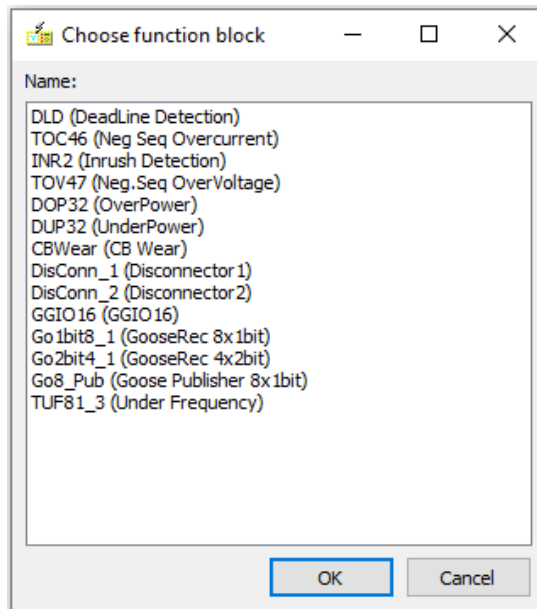 Choose function block
Name:
DLD (DeadLine Detection)
TOC46 (Neg Seq Overcurrent)
INR2 (Inrush Detection)
TOV47 (Neg.Seq OverVoltage)
DOP32 (OverPower)
DUP32 (UnderPower)
CBWear (CB Wear)
DisConn_1 (Disconnector1)
DisConn_2 (Disconnector2)
GGIO16 (GGIO16)
Go1bit8_1 (GooseRec 8x1bit)
Go2bit4_1 (GooseRec 4x2bit)
Go8_Pub (Goose Publisher 8x1bit)
TUF81_3 (Under Frequency)
OK Cancel